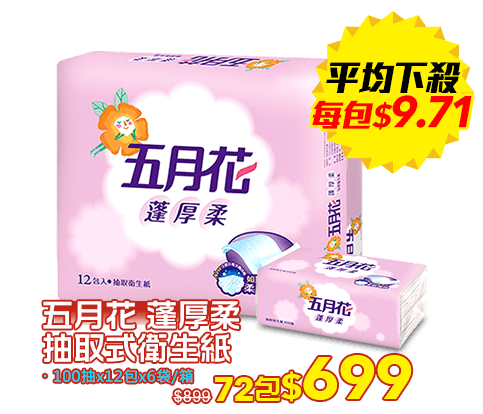 平均下殺
每包$9.71
五月花
蓬厚柔
12包入●抽取衛生紙
五月花
蓬厚柔
五月花 蓬厚柔
抽取式衛生紙
・100抽x12包x6袋/箱
$899 72包$699